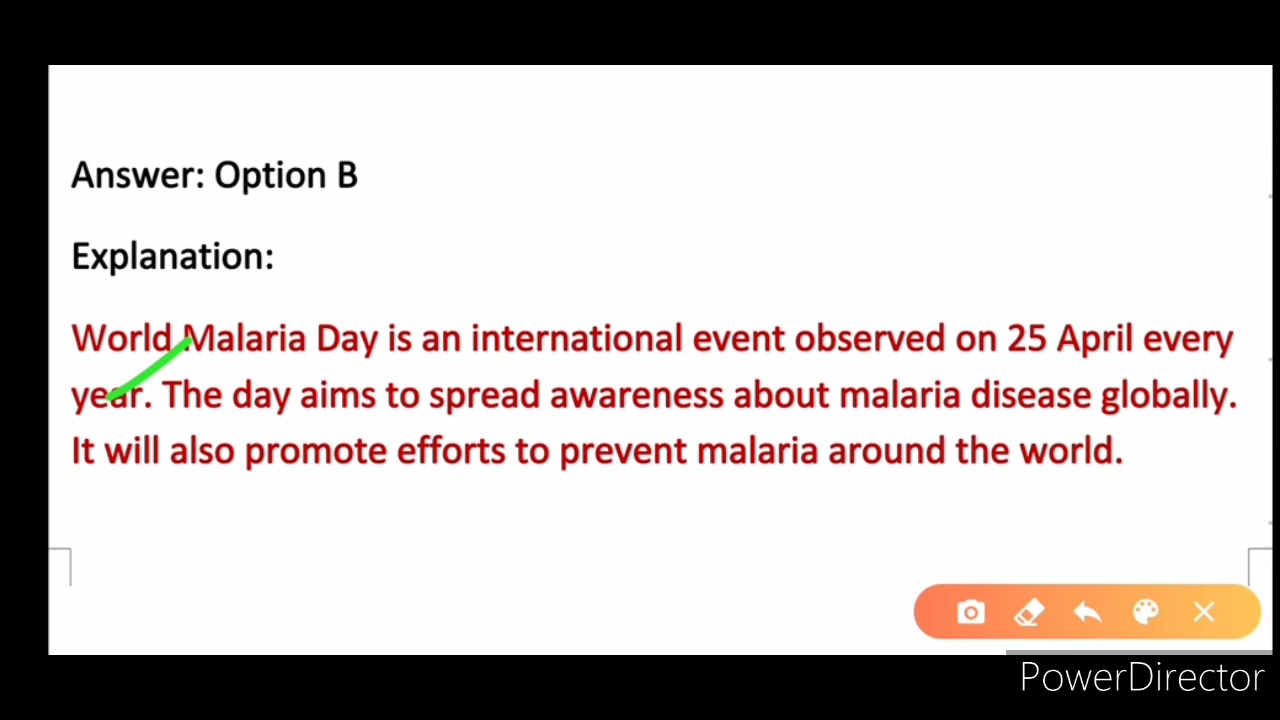 Answer: Option B
Explanation:
World Malaria Day is an international event observed on 25 April every
year. The day aims to spread awareness about malaria disease globally.
It will also promote efforts to prevent malaria around the world.
PowerDirector